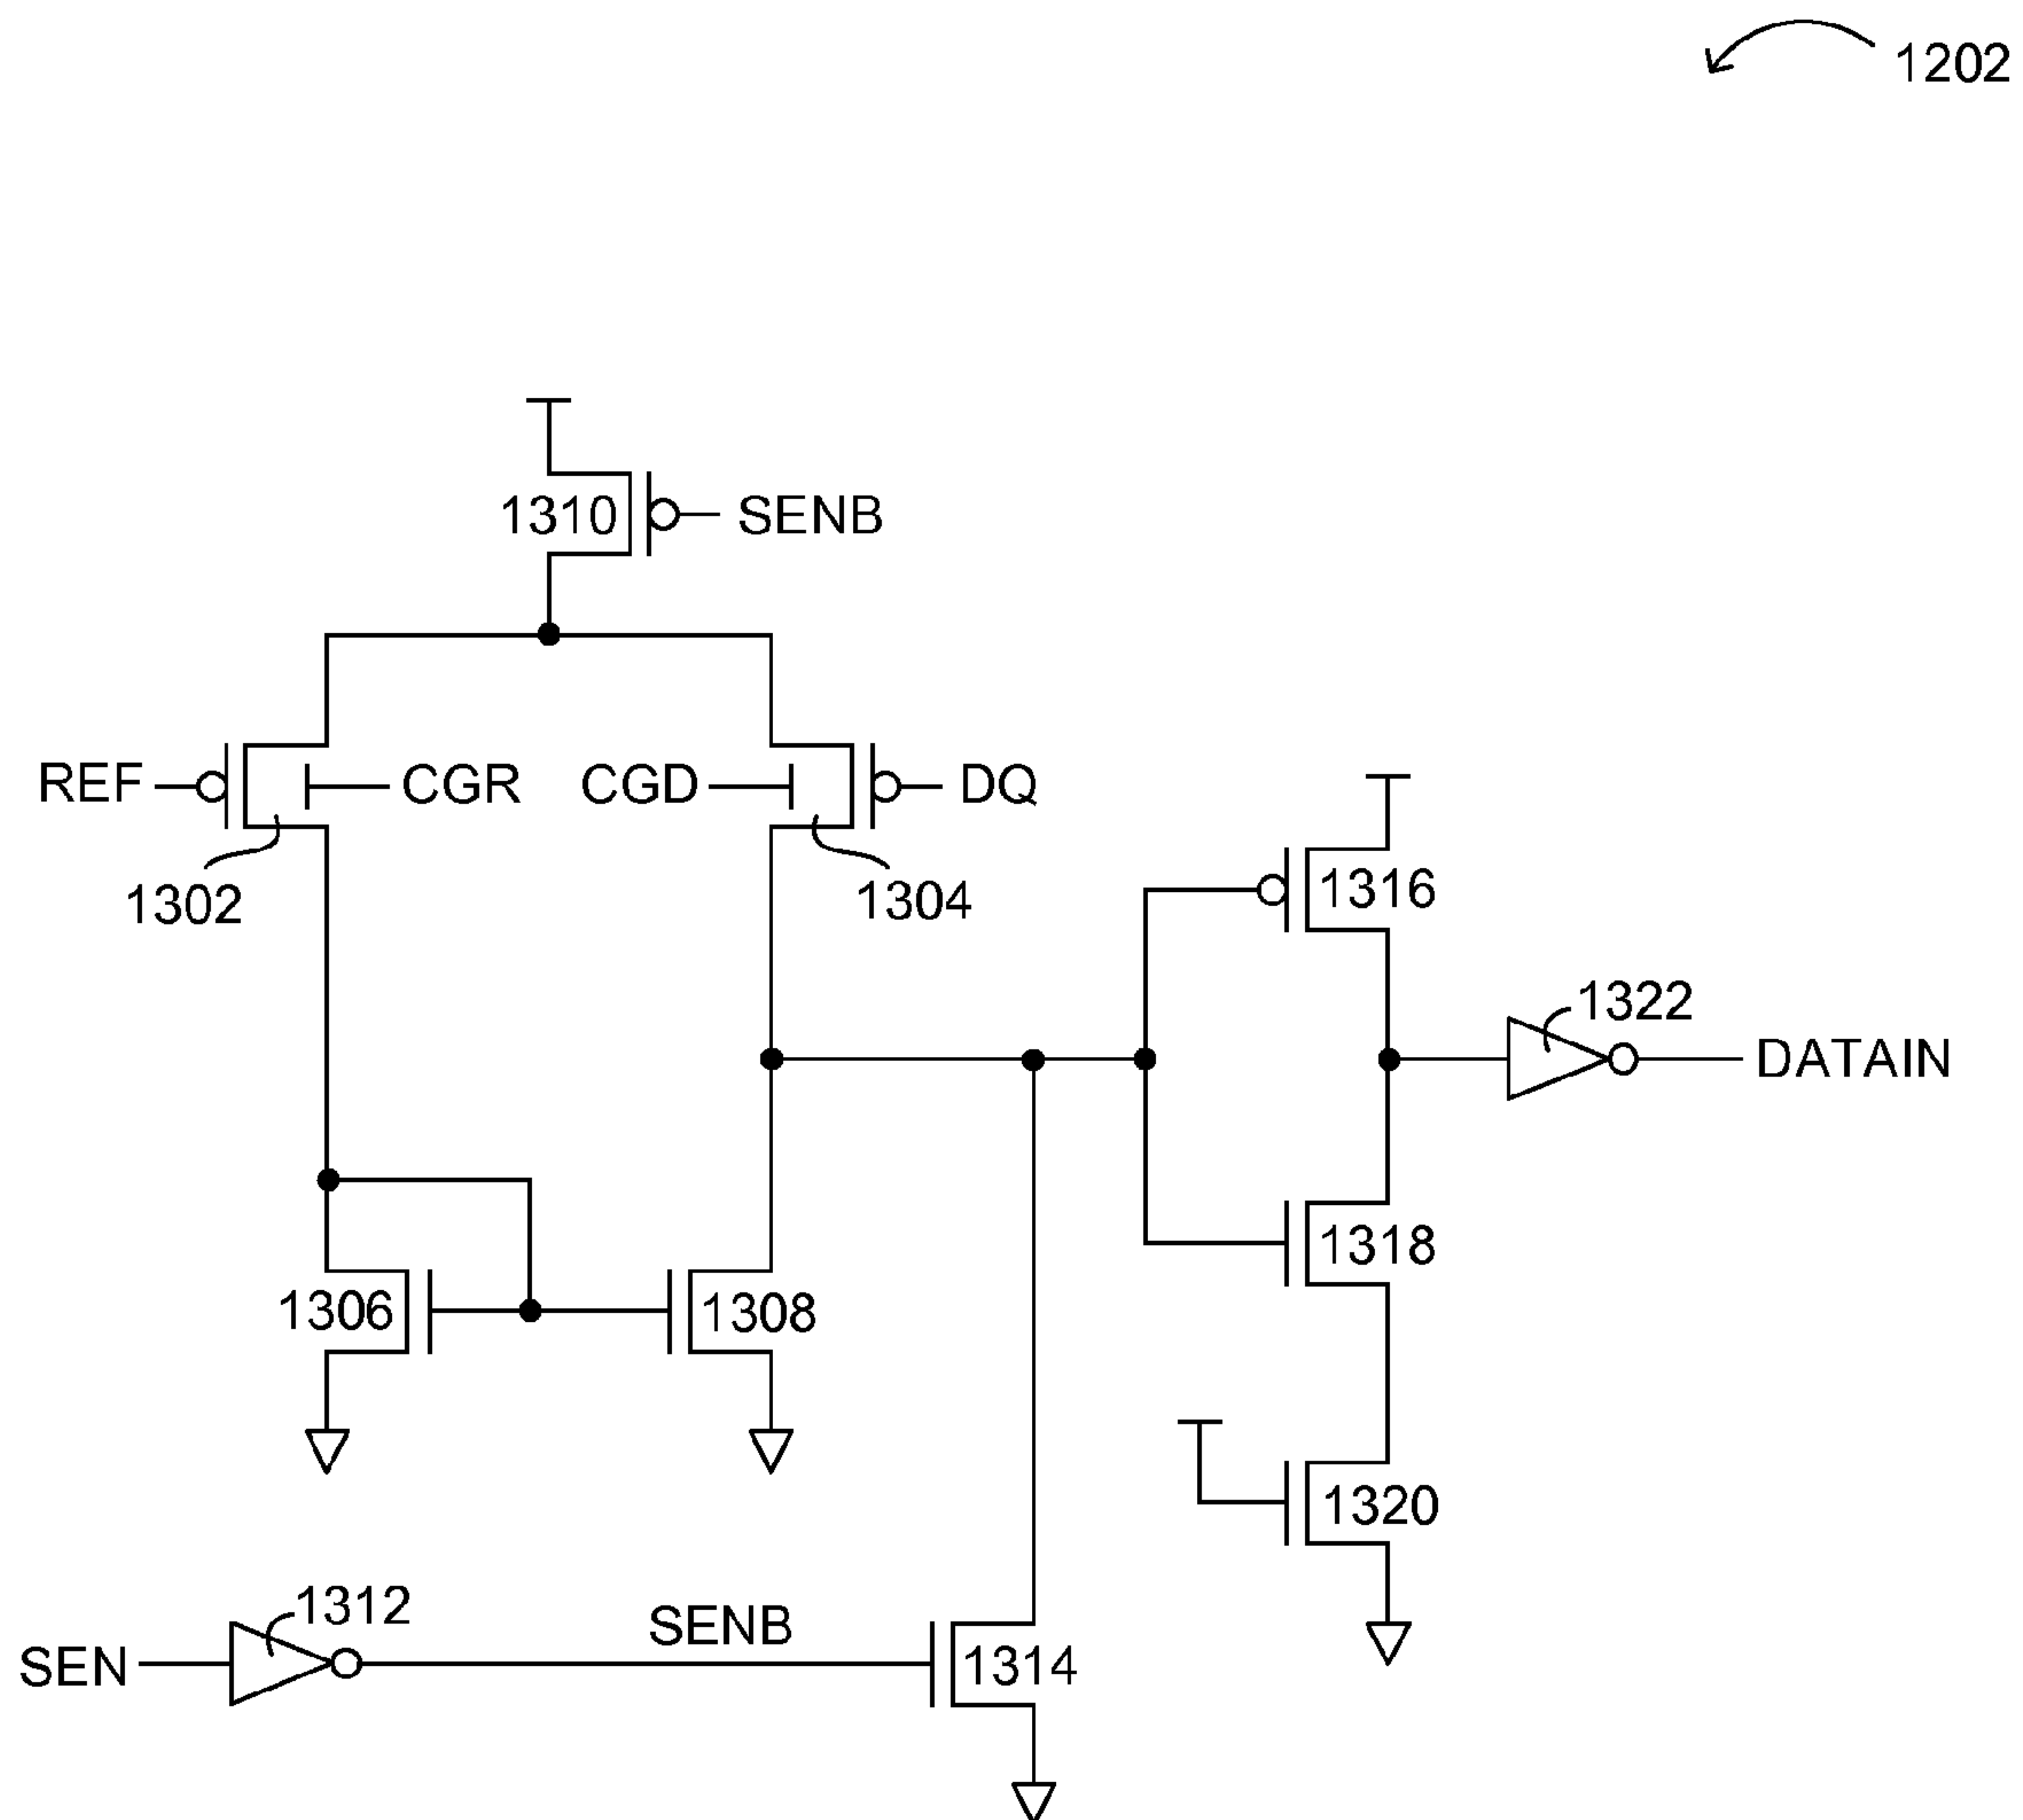 1202
1310 SENB
REF CGR CGD DQ
1302 1304
1316
1322
DATAIN
1318
1306 1308
1320
1312
SEN SENB 1314